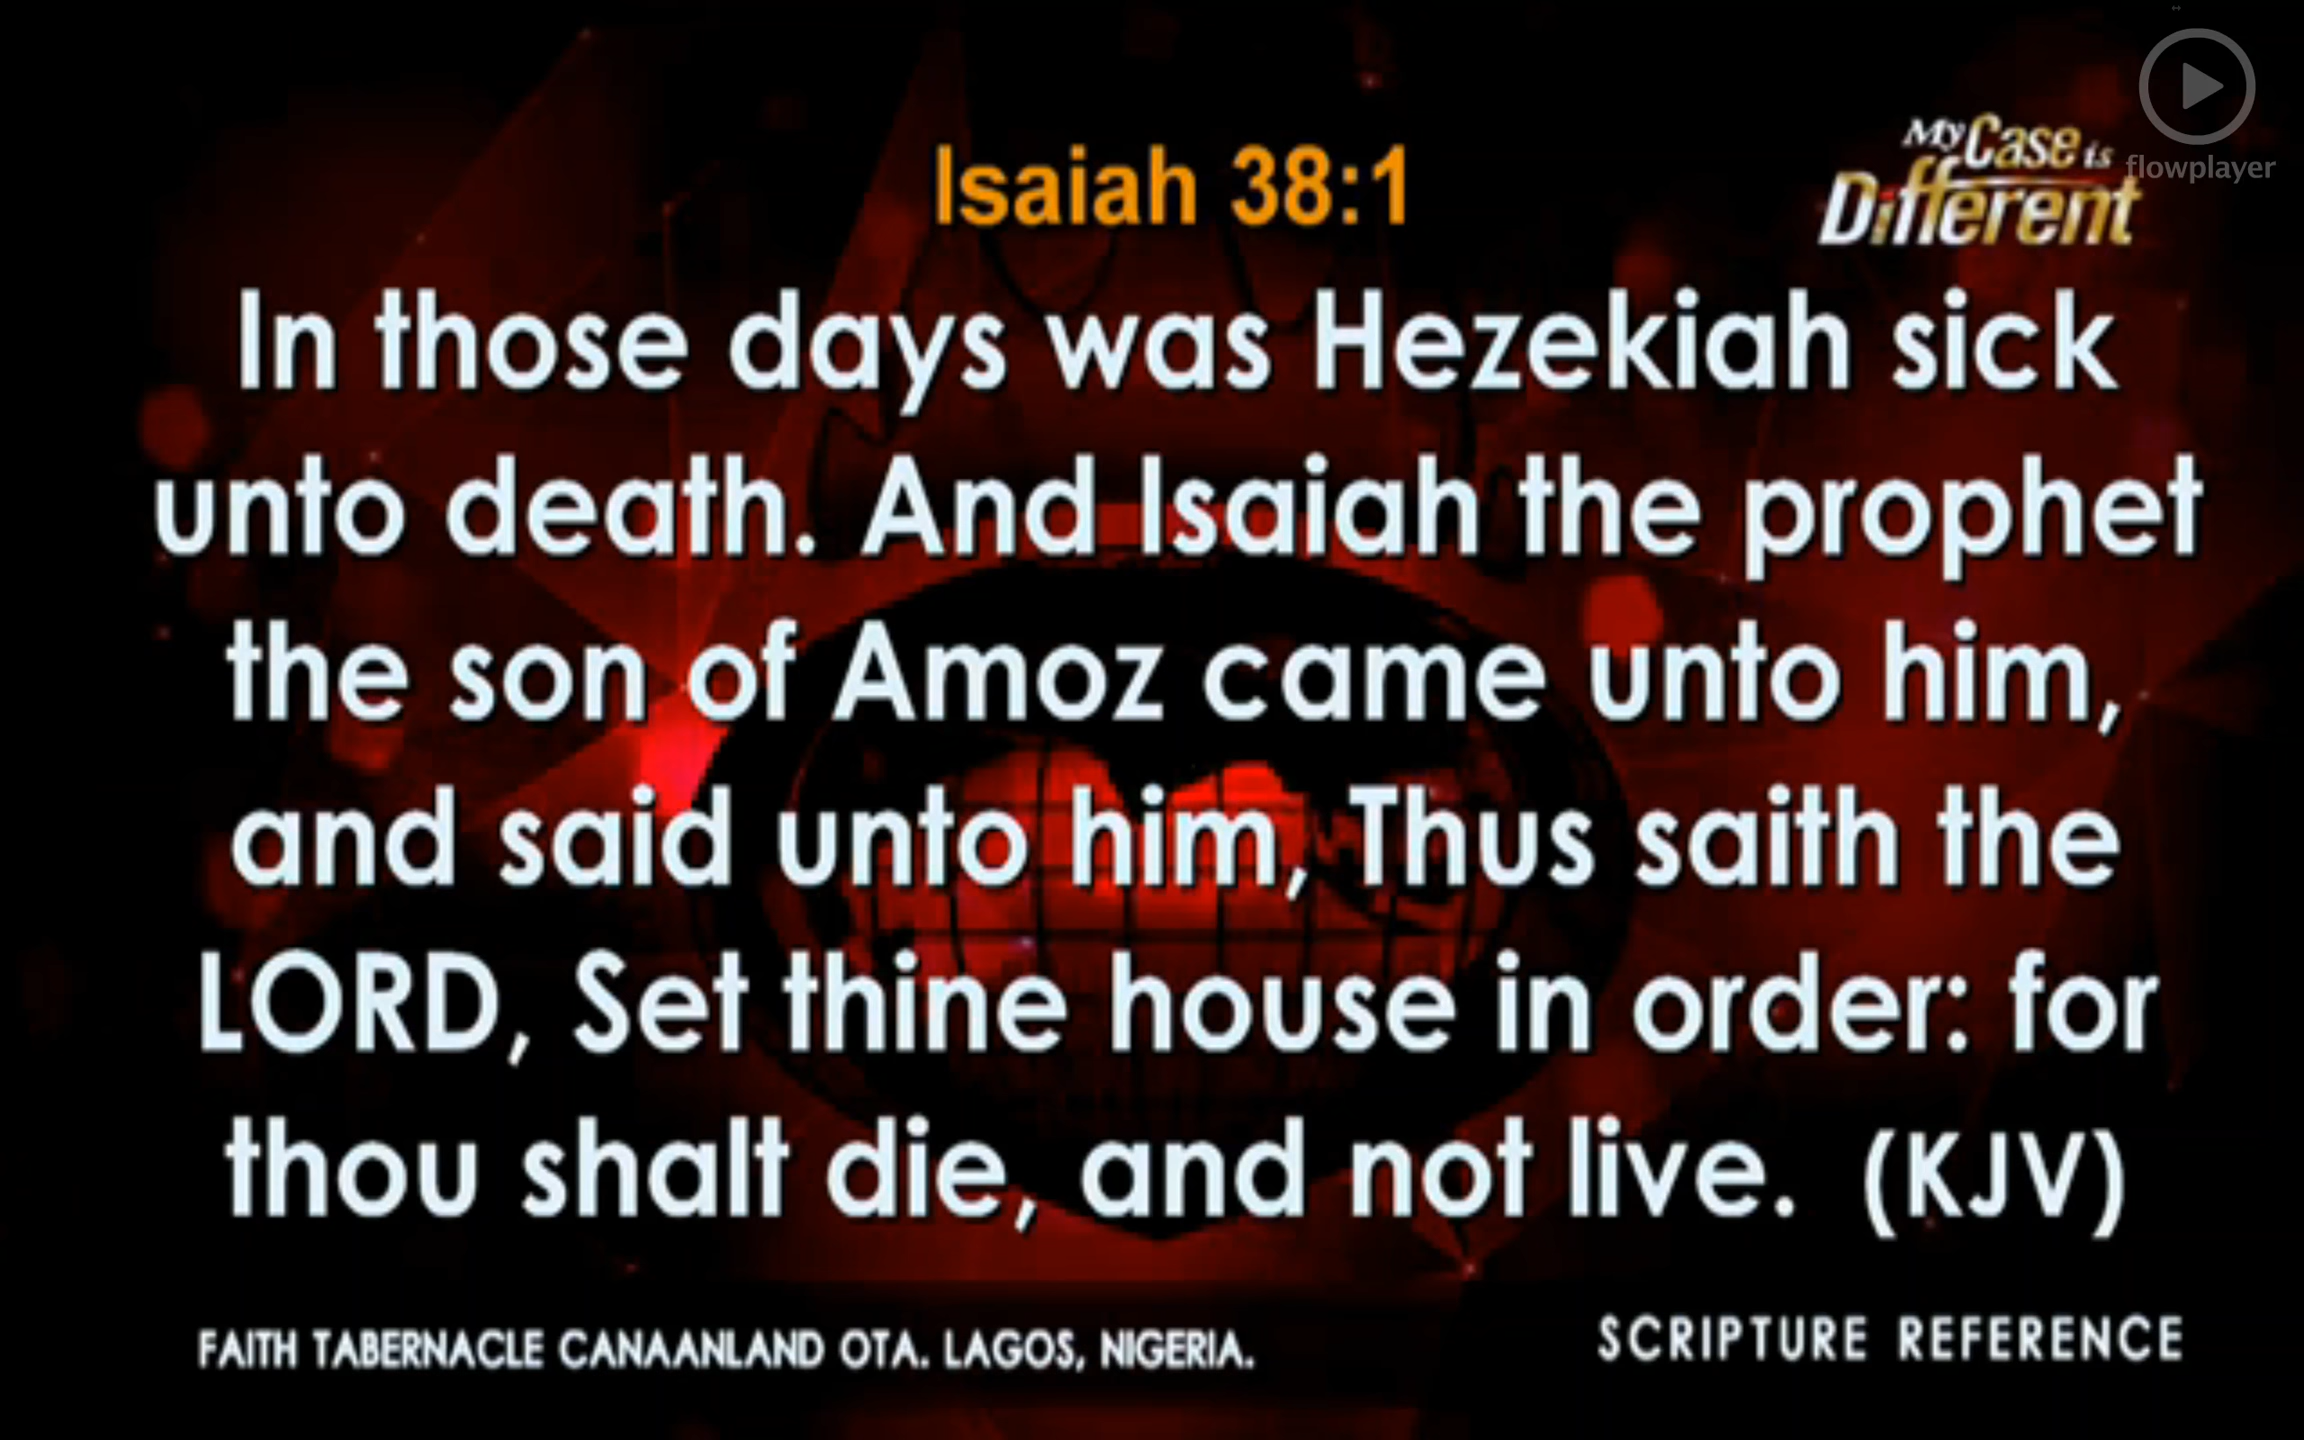 Isaiah 38:1
My Case is
Different
flowplayer
In those days was Hezekiah sick
unto death. And Isaiah the prophet
the son of Amoz came unto him,
and said unto him, Thus saith the
LORD, Set thine house in order: for
thou shalt die, and not live. (KJV)
FAITH TABERNACLE CANAANLAND OTA. LAGOS, NIGERIA.
SCRIPTURE REFERENCE